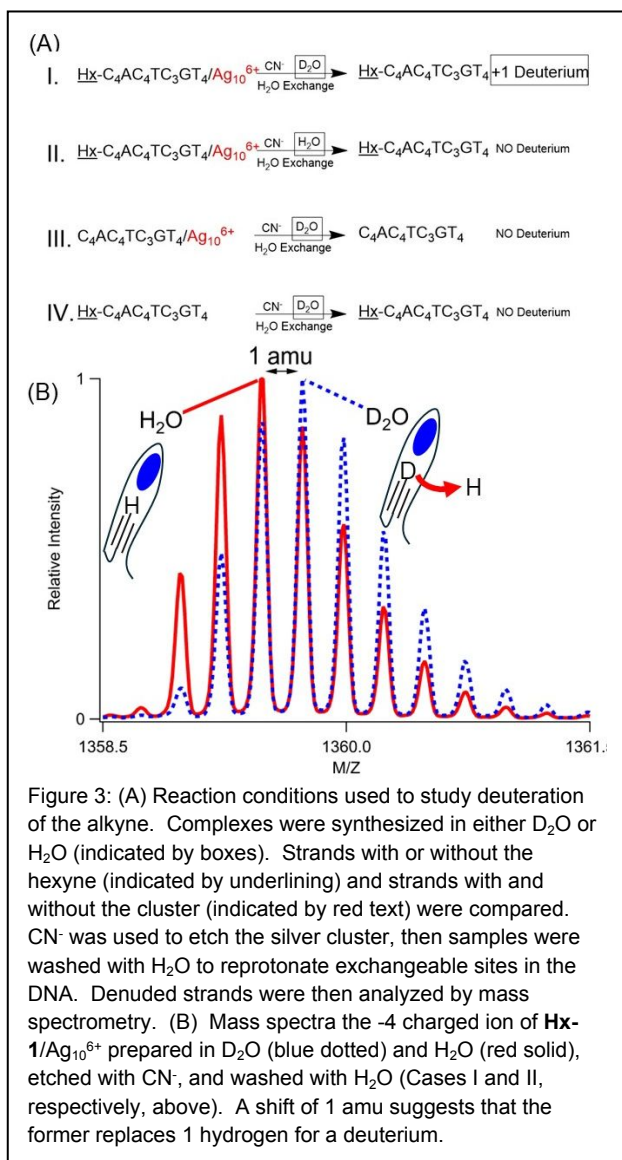 (A)
I. Hx-C₄AC₄TC₃GT₄/Ag₁₀⁶⁺ CN⁻ D₂O H₂O Exchange Hx-C₄AC₄TC₃GT₄ +1 Deuterium
II. Hx-C₄AC₄TC₃GT₄/Ag₁₀⁶⁺ CN⁻ H₂O H₂O Exchange Hx-C₄AC₄TC₃GT₄ NO Deuterium
III. C₄AC₄TC₃GT₄/Ag₁₀⁶⁺ CN⁻ D₂O H₂O Exchange C₄AC₄TC₃GT₄ NO Deuterium
IV. Hx-C₄AC₄TC₃GT₄ CN⁻ D₂O H₂O Exchange Hx-C₄AC₄TC₃GT₄ NO Deuterium
(B)
1 amu
1
H₂O
D₂O
H
D
H
Relative Intensity
0
1358.5 1360.0 1361.
M/Z
Figure 3: (A) Reaction conditions used to study deuteration
of the alkyne. Complexes were synthesized in either D₂O or
H₂O (indicated by boxes). Strands with or without the
hexyne (indicated by underlining) and strands with and
without the cluster (indicated by red text) were compared.
CN⁻ was used to etch the silver cluster, then samples were
washed with H₂O to reprotonate exchangeable sites in the
DNA. Denuded strands were then analyzed by mass
spectrometry. (B) Mass spectra the -4 charged ion of Hx-
1/Ag₁₀⁶⁺ prepared in D₂O (blue dotted) and H₂O (red solid),
etched with CN⁻, and washed with H₂O (Cases I and II,
respectively, above). A shift of 1 amu suggests that the
former replaces 1 hydrogen for a deuterium.